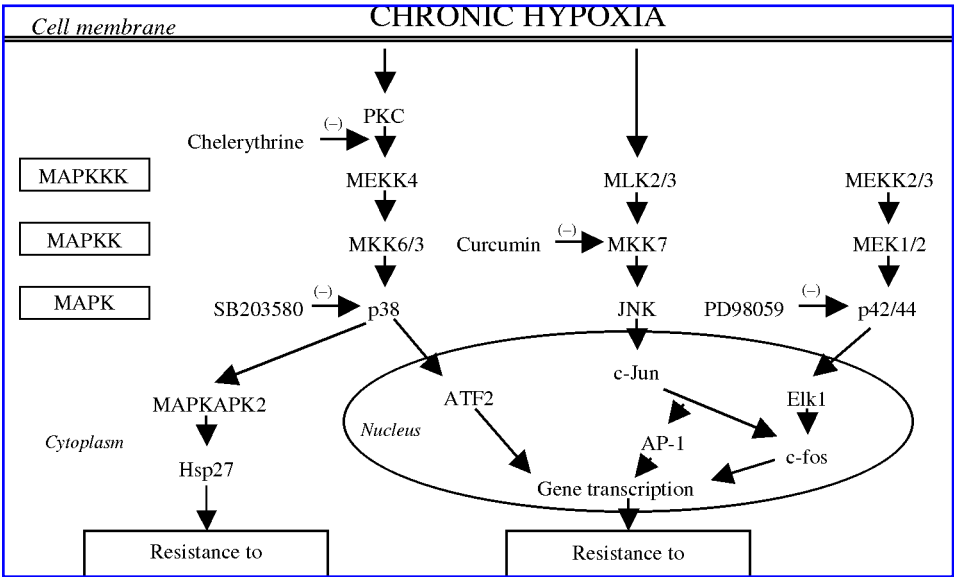 CHRONIC HYPOXIA
Cell membrane
PKC
(–)
Chelerythrine
MAPKKK
MEKK4
MLK2/3
MEKK2/3
MAPKK
MKK6/3
Curcumin
(–)
MKK7
MEK1/2
MAPK
SB203580
(–)
p38
JNK
PD98059
(–)
p42/44
c-Jun
MAPKAPK2
ATF2
Elk1
Cytoplasm
Nucleus
AP-1
c-fos
Hsp27
Gene transcription
Resistance to
Resistance to